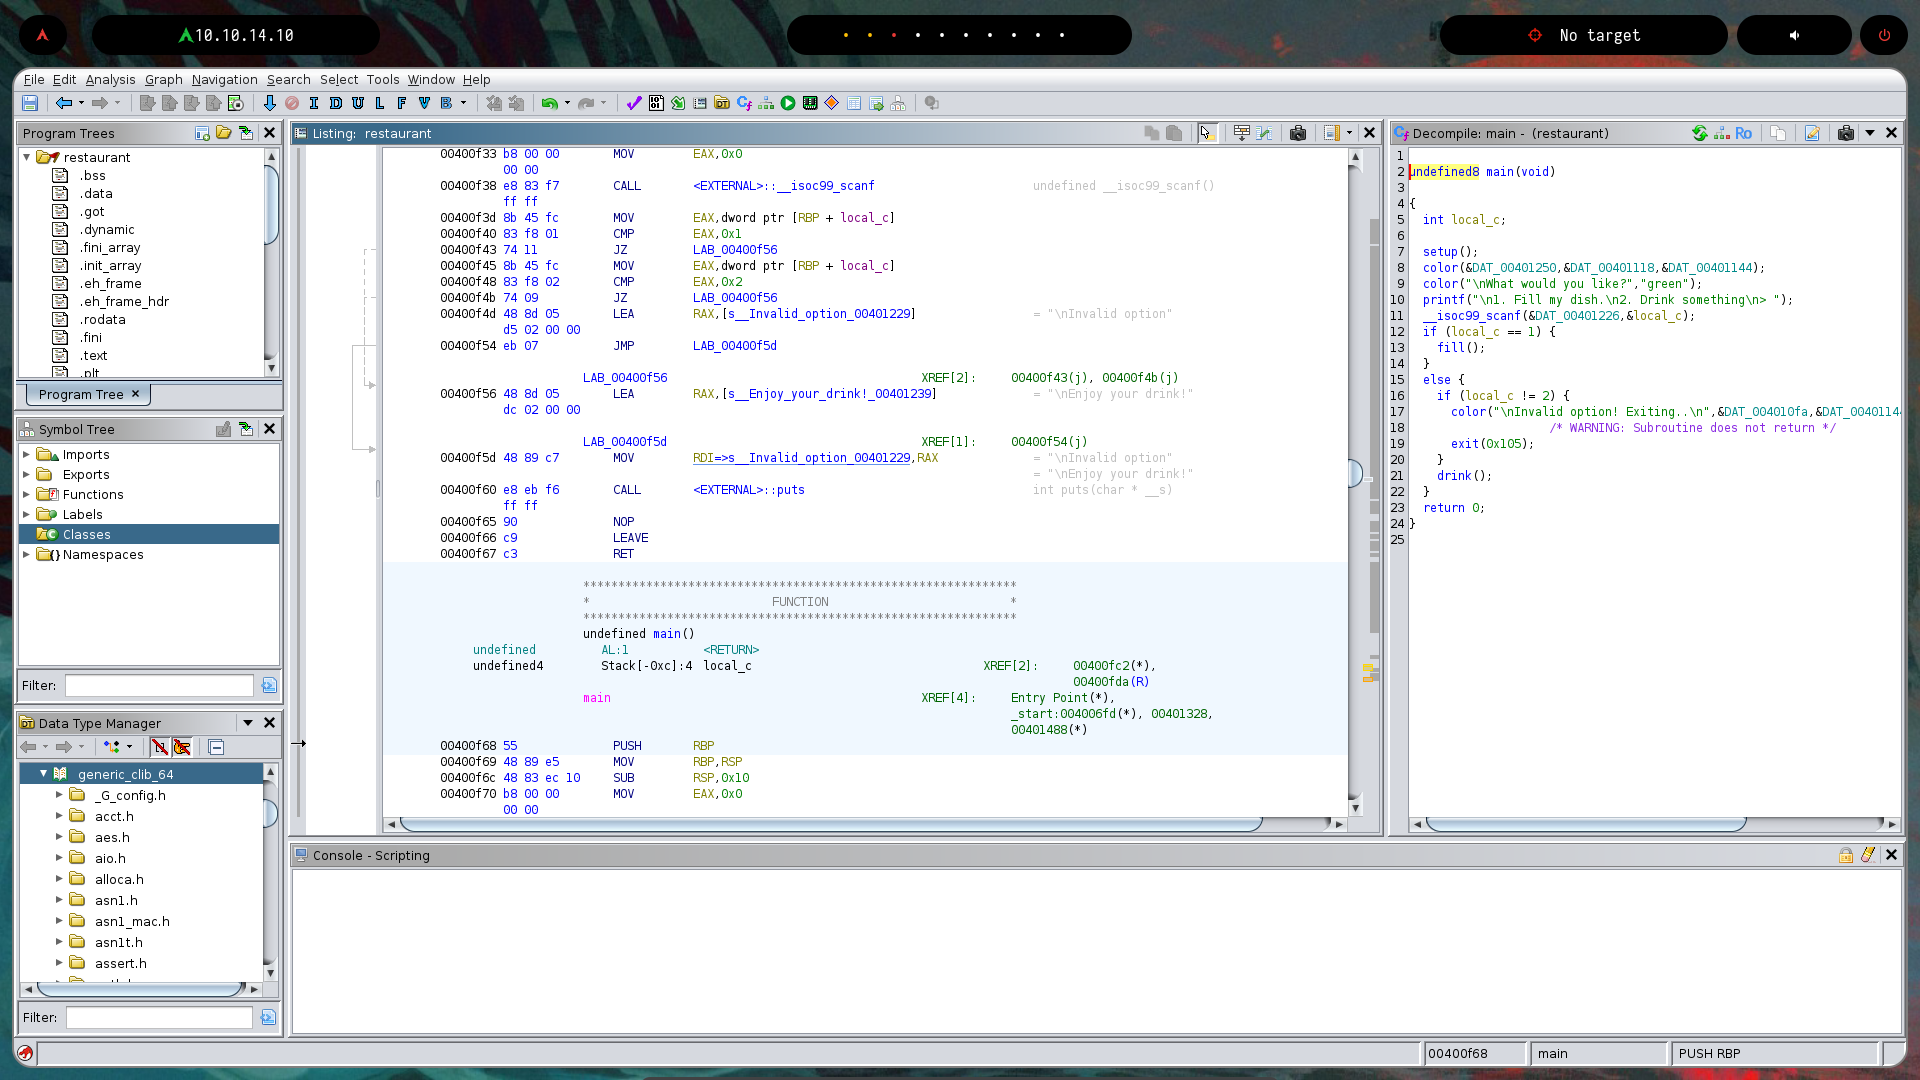 10.10.14.10
No target
File Edit Analysis Graph Navigation Search Select Tools Window Help
I D U L F V B
Program Trees
restaurant
.bss
.data
.got
.dynamic
.fini_array
.init_array
.eh_frame
.eh_frame_hdr
.rodata
.fini
.text
.plt
Program Tree ×
Symbol Tree
Imports
Exports
Functions
Labels
Classes
Namespaces
Filter:
Data Type Manager
generic_clib_64
_G_config.h
acct.h
aes.h
aio.h
alloca.h
asn1.h
asn1_mac.h
asn1t.h
assert.h
Filter:
Listing: restaurant
00400f33 b8 00 00 MOV EAX,0x0
00 00
00400f38 e8 83 f7 CALL <EXTERNAL>::__isoc99_scanf undefined __isoc99_scanf()
ff ff
00400f3d 8b 45 fc MOV EAX,dword ptr [RBP + local_c]
00400f40 83 f8 01 CMP EAX,0x1
00400f43 74 11 JZ LAB_00400f56
00400f45 8b 45 fc MOV EAX,dword ptr [RBP + local_c]
00400f48 83 f8 02 CMP EAX,0x2
00400f4b 74 09 JZ LAB_00400f56
00400f4d 48 8d 05 LEA RAX,[s__Invalid_option_00401229] = "\nInvalid option"
d5 02 00 00
00400f54 eb 07 JMP LAB_00400f5d
LAB_00400f56 XREF[2]: 00400f43(j), 00400f4b(j)
00400f56 48 8d 05 LEA RAX,[s__Enjoy_your_drink!_00401239] = "\nEnjoy your drink!"
dc 02 00 00
LAB_00400f5d XREF[1]: 00400f54(j)
00400f5d 48 89 c7 MOV RDI=>s__Invalid_option_00401229,RAX = "\nInvalid option"
= "\nEnjoy your drink!"
00400f60 e8 eb f6 CALL <EXTERNAL>::puts int puts(char * __s)
ff ff
00400f65 90 NOP
00400f66 c9 LEAVE
00400f67 c3 RET
**************************************************************
* FUNCTION *
**************************************************************
undefined main()
undefined AL:1 <RETURN>
undefined4 Stack[-0xc]:4 local_c XREF[2]: 00400fc2(*),
00400fda(R)
main XREF[4]: Entry Point(*),
_start:004006fd(*), 00401328,
00401488(*)
00400f68 55 PUSH RBP
00400f69 48 89 e5 MOV RBP,RSP
00400f6c 48 83 ec 10 SUB RSP,0x10
00400f70 b8 00 00 MOV EAX,0x0
00 00
Decompile: main - (restaurant)
Ro
1
2 undefined8 main(void)
3
4 {
5 int local_c;
6
7 setup();
8 color(&DAT_00401250,&DAT_00401118,&DAT_00401144);
9 color("\nWhat would you like?","green");
10 printf("\n1. Fill my dish.\n2. Drink something\n> ");
11 __isoc99_scanf(&DAT_00401226,&local_c);
12 if (local_c == 1) {
13 fill();
14 }
15 else {
16 if (local_c != 2) {
17 color("\nInvalid option! Exiting..\n",&DAT_004010fa,&DAT_0040114
18 /* WARNING: Subroutine does not return */
19 exit(0x105);
20 }
21 drink();
22 }
23 return 0;
24 }
25
Console - Scripting
00400f68
main
PUSH RBP